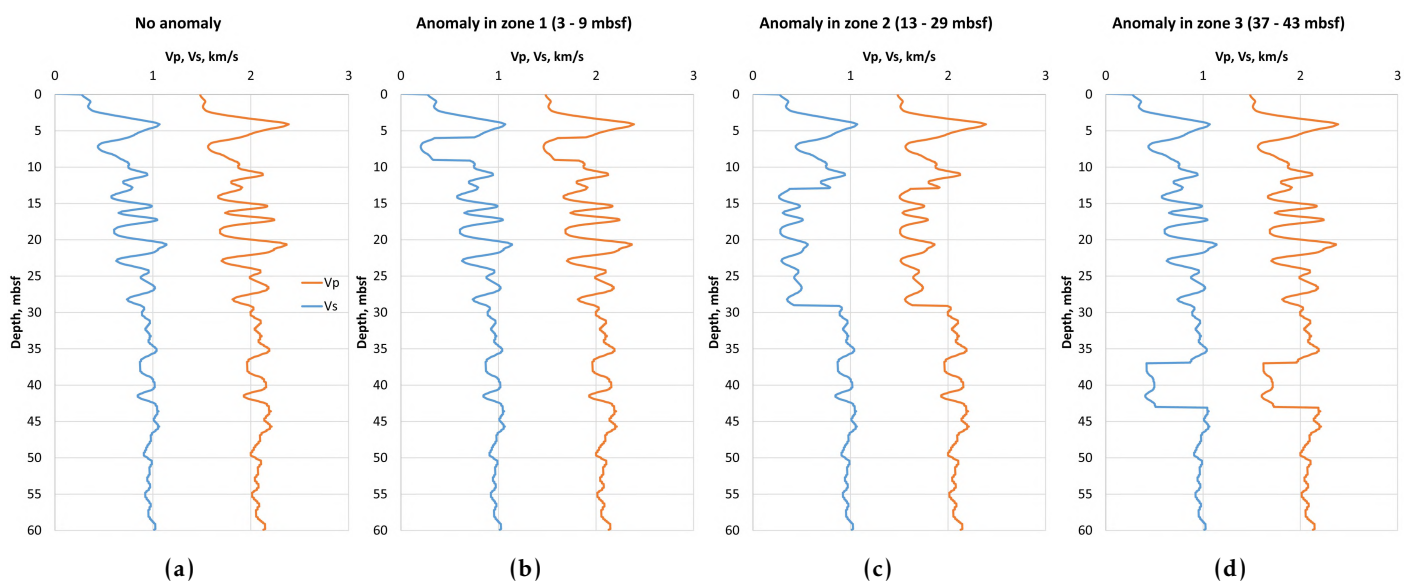 No anomaly
Vp, Vs, km/s
0 1 2 3
0
5
10
15
20
25
30
35
40
45
50
55
60
Depth, mbsf
Vp
Vs
(a)
Anomaly in zone 1 (3 - 9 mbsf)
Vp, Vs, km/s
0 1 2 3
0
5
10
15
20
25
30
35
40
45
50
55
60
Depth, mbsf
(b)
Anomaly in zone 2 (13 - 29 mbsf)
Vp, Vs, km/s
0 1 2 3
0
5
10
15
20
25
30
35
40
45
50
55
60
Depth, mbsf
(c)
Anomaly in zone 3 (37 - 43 mbsf)
Vp, Vs, km/s
0 1 2 3
0
5
10
15
20
25
30
35
40
45
50
55
60
Depth, mbsf
(d)